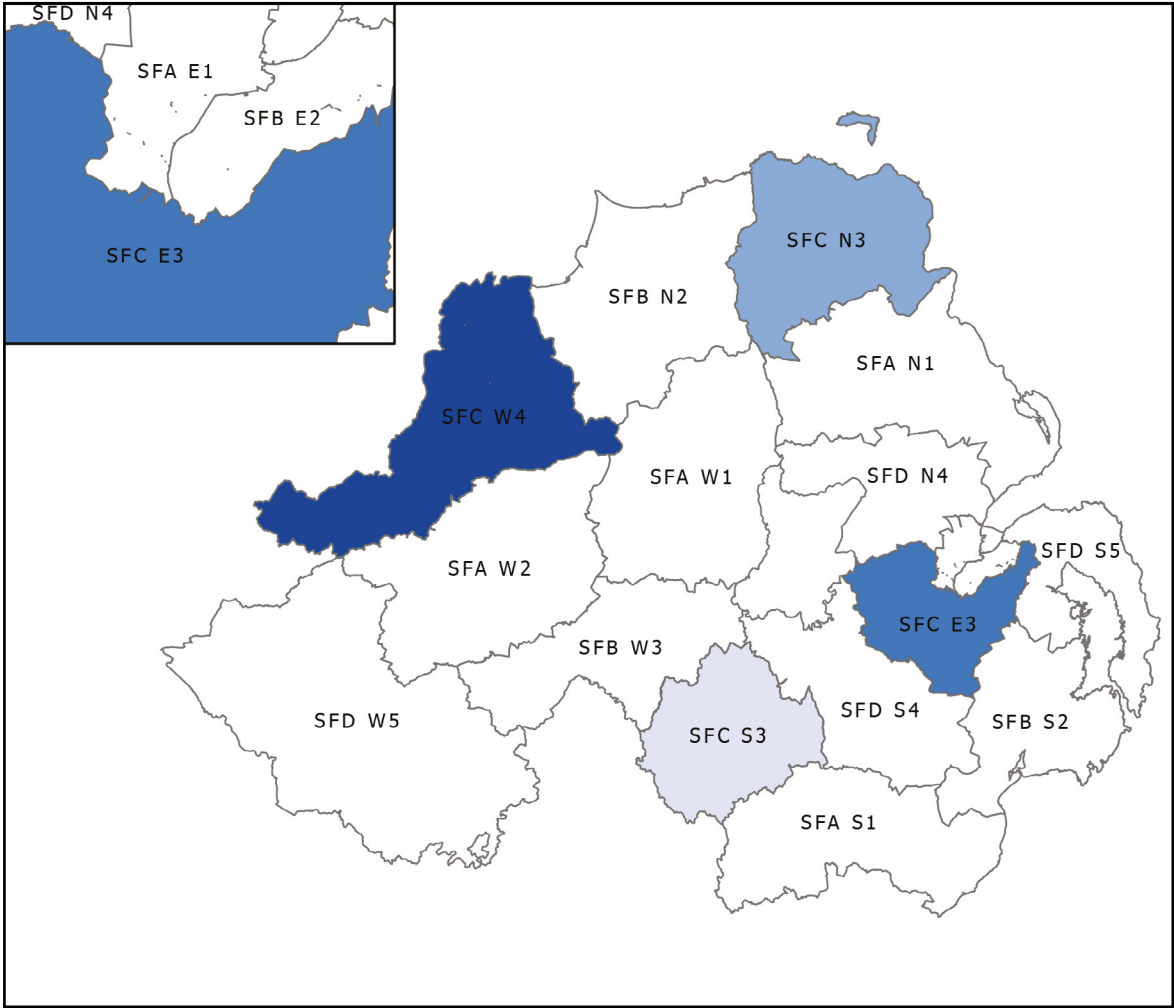 SFD N4
SFA E1
SFB E2
SFC E3
SFC N3
SFB N2
SFA N1
SFC W4
SFA W1
SFD N4
SFD S5
SFA W2
SFC E3
SFB W3
SFD W5
SFC S3
SFD S4
SFB S2
SFA S1